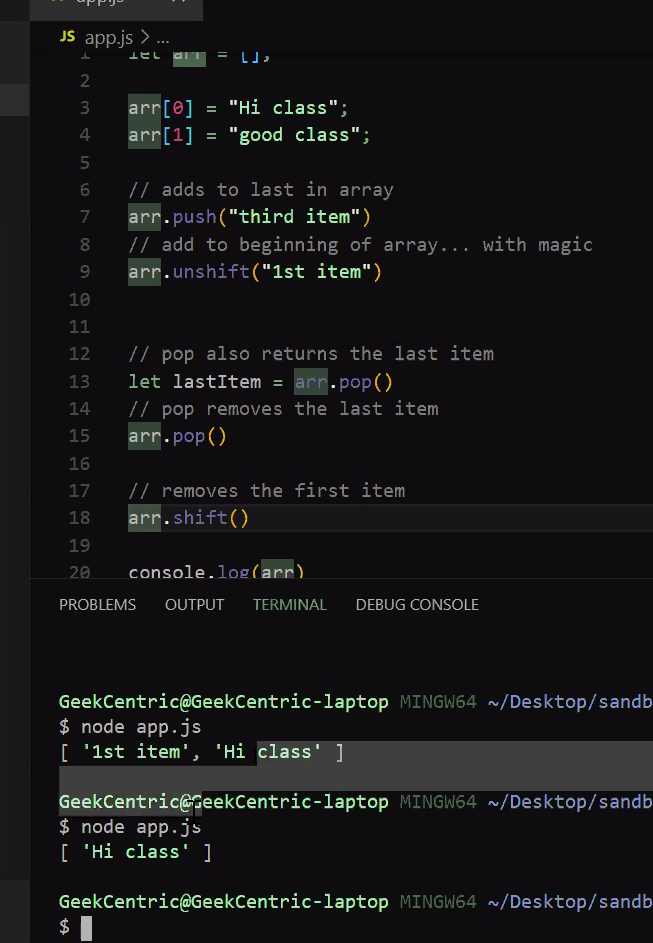 app.js
JS app.js > ...
1 let arr = [];
2
3 arr[0] = "Hi class";
4 arr[1] = "good class";
5
6 // adds to last in array
7 arr.push("third item")
8 // add to beginning of array... with magic
9 arr.unshift("1st item")
10
11
12 // pop also returns the last item
13 let lastItem = arr.pop()
14 // pop removes the last item
15 arr.pop()
16
17 // removes the first item
18 arr.shift()
19
20 console.log(arr)
PROBLEMS OUTPUT TERMINAL DEBUG CONSOLE
GeekCentric@GeekCentric-laptop MINGW64 ~/Desktop/sandb
$ node app.js
[ '1st item', 'Hi class' ]
GeekCentric@GeekCentric-laptop MINGW64 ~/Desktop/sandb
$ node app.js
[ 'Hi class' ]
GeekCentric@GeekCentric-laptop MINGW64 ~/Desktop/sandb
$